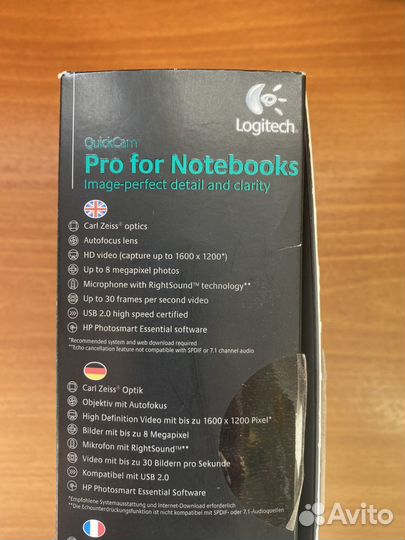 Logitech
QuickCam™
Pro for Notebooks
Image-perfect detail and clarity
Carl Zeiss® optics
Autofocus lens
HD video (capture up to 1600 x 1200*)
Up to 8 megapixel photos
Microphone with RightSound™ technology**
Up to 30 frames per second video
USB 2.0 high speed certified
HP Photosmart Essential software
*Recommended system and web download required
**Echo cancellation feature not compatible with SPDIF or 7.1 channel audio
Carl Zeiss® Optik
Objektiv mit Autofokus
High Definition Video mit bis zu 1600 x 1200 Pixel*
Bilder mit bis zu 8 Megapixel
Mikrofon mit RightSound™**
Video mit bis zu 30 Bildern pro Sekunde
Kompatibel mit USB 2.0
HP Photosmart Essential Software
*Empfohlene Systemausstattung und Internet-Download erforderlich
**Die Echounterdrückungsfunktion ist nicht kompatibel mit SPDIF- oder 7.1-Audioquellen
Avito